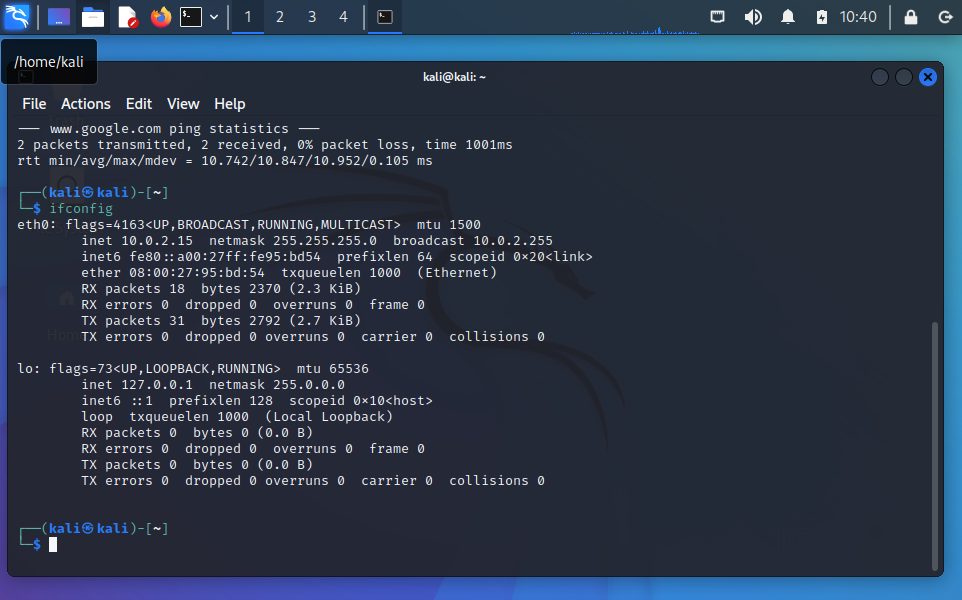 1 2 3 4 10:40
/home/kali
kali@kali: ~
File Actions Edit View Help
— www.google.com ping statistics —
2 packets transmitted, 2 received, 0% packet loss, time 1001ms
rtt min/avg/max/mdev = 10.742/10.847/10.952/0.105 ms
┌──(kali㉿kali)-[~]
└─$ ifconfig
eth0: flags=4163<UP,BROADCAST,RUNNING,MULTICAST>  mtu 1500
        inet 10.0.2.15  netmask 255.255.255.0  broadcast 10.0.2.255
        inet6 fe80::a00:27ff:fe95:bd54  prefixlen 64  scopeid 0×20<link>
        ether 08:00:27:95:bd:54  txqueuelen 1000  (Ethernet)
        RX packets 18  bytes 2370 (2.3 KiB)
        RX errors 0  dropped 0  overruns 0  frame 0
        TX packets 31  bytes 2792 (2.7 KiB)
        TX errors 0  dropped 0 overruns 0  carrier 0  collisions 0
lo: flags=73<UP,LOOPBACK,RUNNING>  mtu 65536
        inet 127.0.0.1  netmask 255.0.0.0
        inet6 ::1  prefixlen 128  scopeid 0×10<host>
        loop  txqueuelen 1000  (Local Loopback)
        RX packets 0  bytes 0 (0.0 B)
        RX errors 0  dropped 0  overruns 0  frame 0
        TX packets 0  bytes 0 (0.0 B)
        TX errors 0  dropped 0 overruns 0  carrier 0  collisions 0
┌──(kali㉿kali)-[~]
└─$
Home